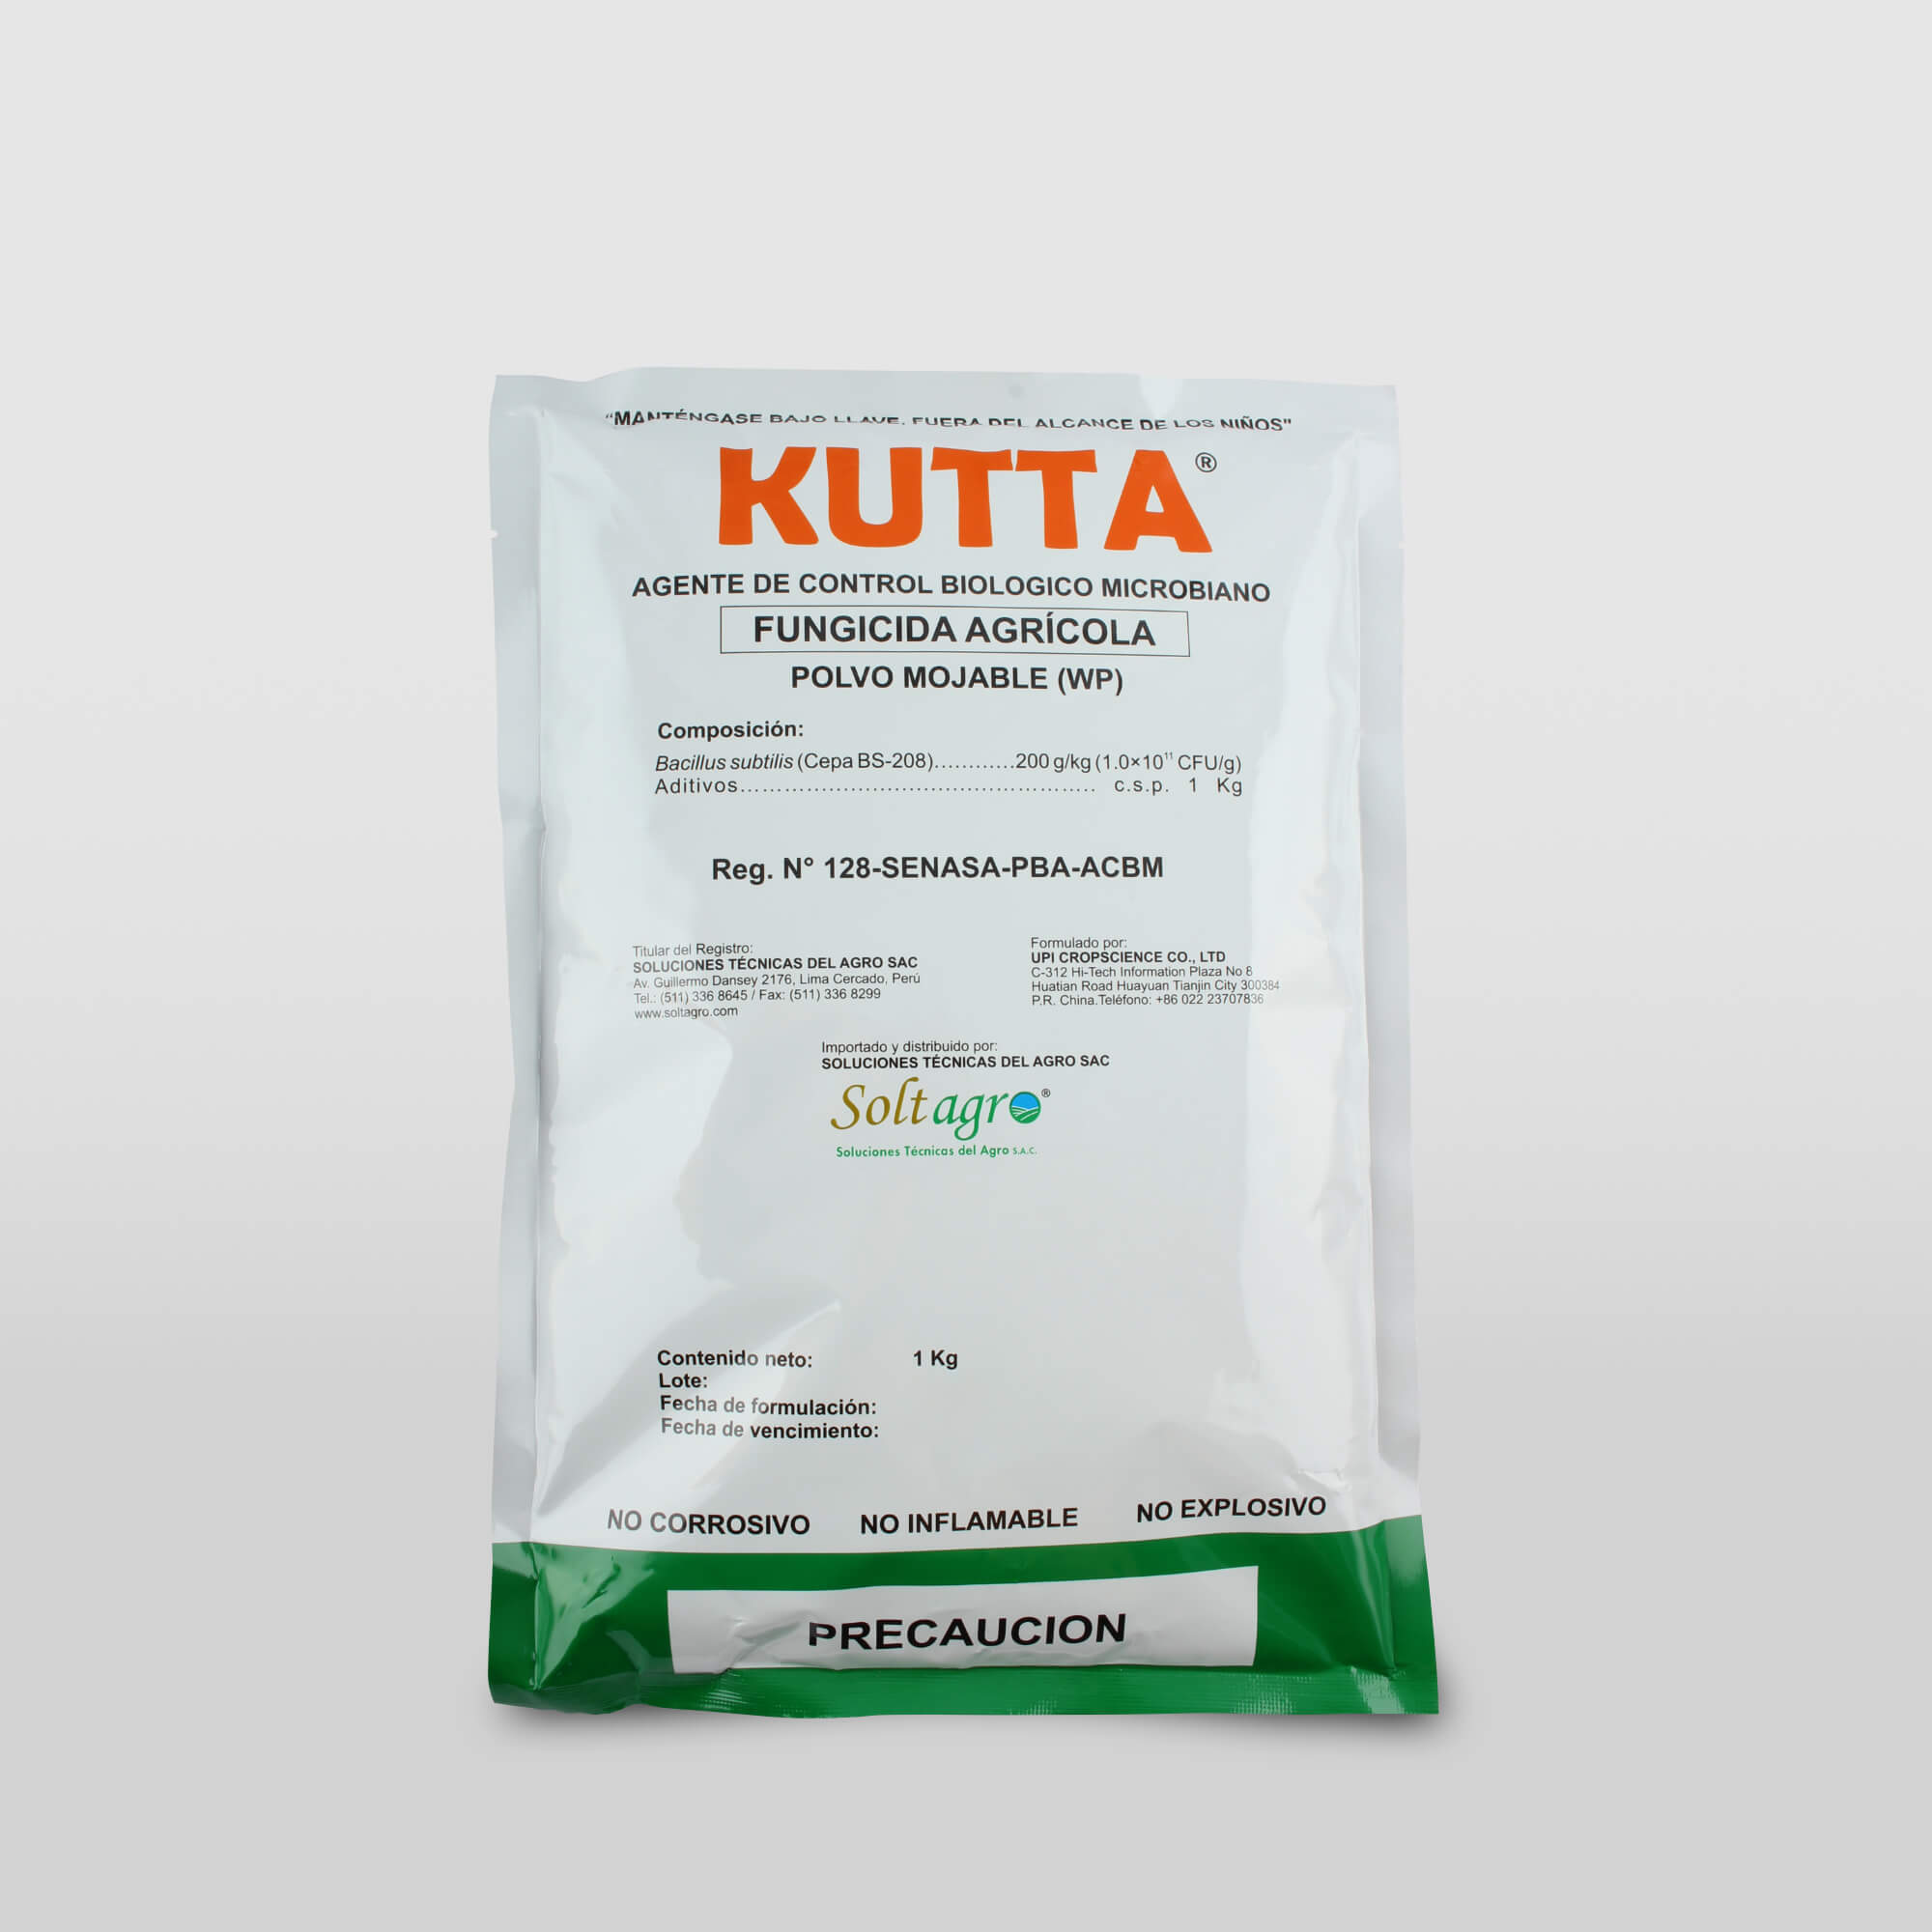 "MANTÉNGASE BAJO LLAVE, FUERA DEL ALCANCE DE LOS NIÑOS"
KUTTA®
AGENTE DE CONTROL BIOLOGICO MICROBIANO
FUNGICIDA AGRÍCOLA
POLVO MOJABLE (WP)
Composición:
Bacillus subtilis (Cepa BS-208)............200 g/kg (1.0×10¹¹ CFU/g)
Aditivos................................................ c.s.p. 1 Kg
Reg. N° 128-SENASA-PBA-ACBM
Titular del Registro:
SOLUCIONES TÉCNICAS DEL AGRO SAC
Av. Guillermo Dansey 2176, Lima Cercado, Perú
Tel.: (511) 336 8645 / Fax: (511) 336 8299
www.soltagro.com
Formulado por:
UPI CROPSCIENCE CO., LTD
C-312 Hi-Tech Information Plaza No 8
Huatian Road Huayuan Tianjin City 300384
P.R. China.Teléfono: +86 022 23707836
Importado y distribuido por:
SOLUCIONES TÉCNICAS DEL AGRO SAC
Soltagro®
Soluciones Técnicas del Agro S.A.C.
Contenido neto: 1 Kg
Lote:
Fecha de formulación:
Fecha de vencimiento:
NO CORROSIVO NO INFLAMABLE NO EXPLOSIVO
PRECAUCION